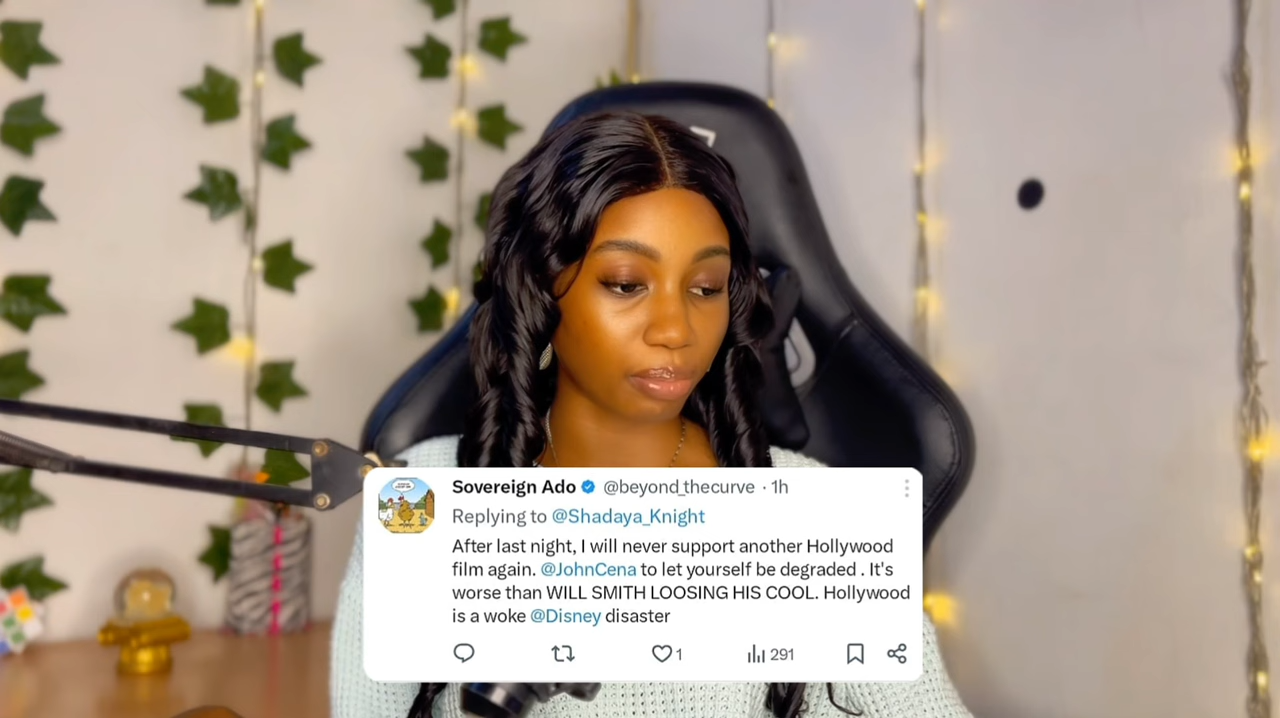 Sovereign Ado @beyond_thecurve · 1h
Replying to @Shadaya_Knight
After last night, I will never support another Hollywood
film again. @JohnCena to let yourself be degraded . It's
worse than WILL SMITH LOOSING HIS COOL. Hollywood
is a woke @Disney disaster
1 291